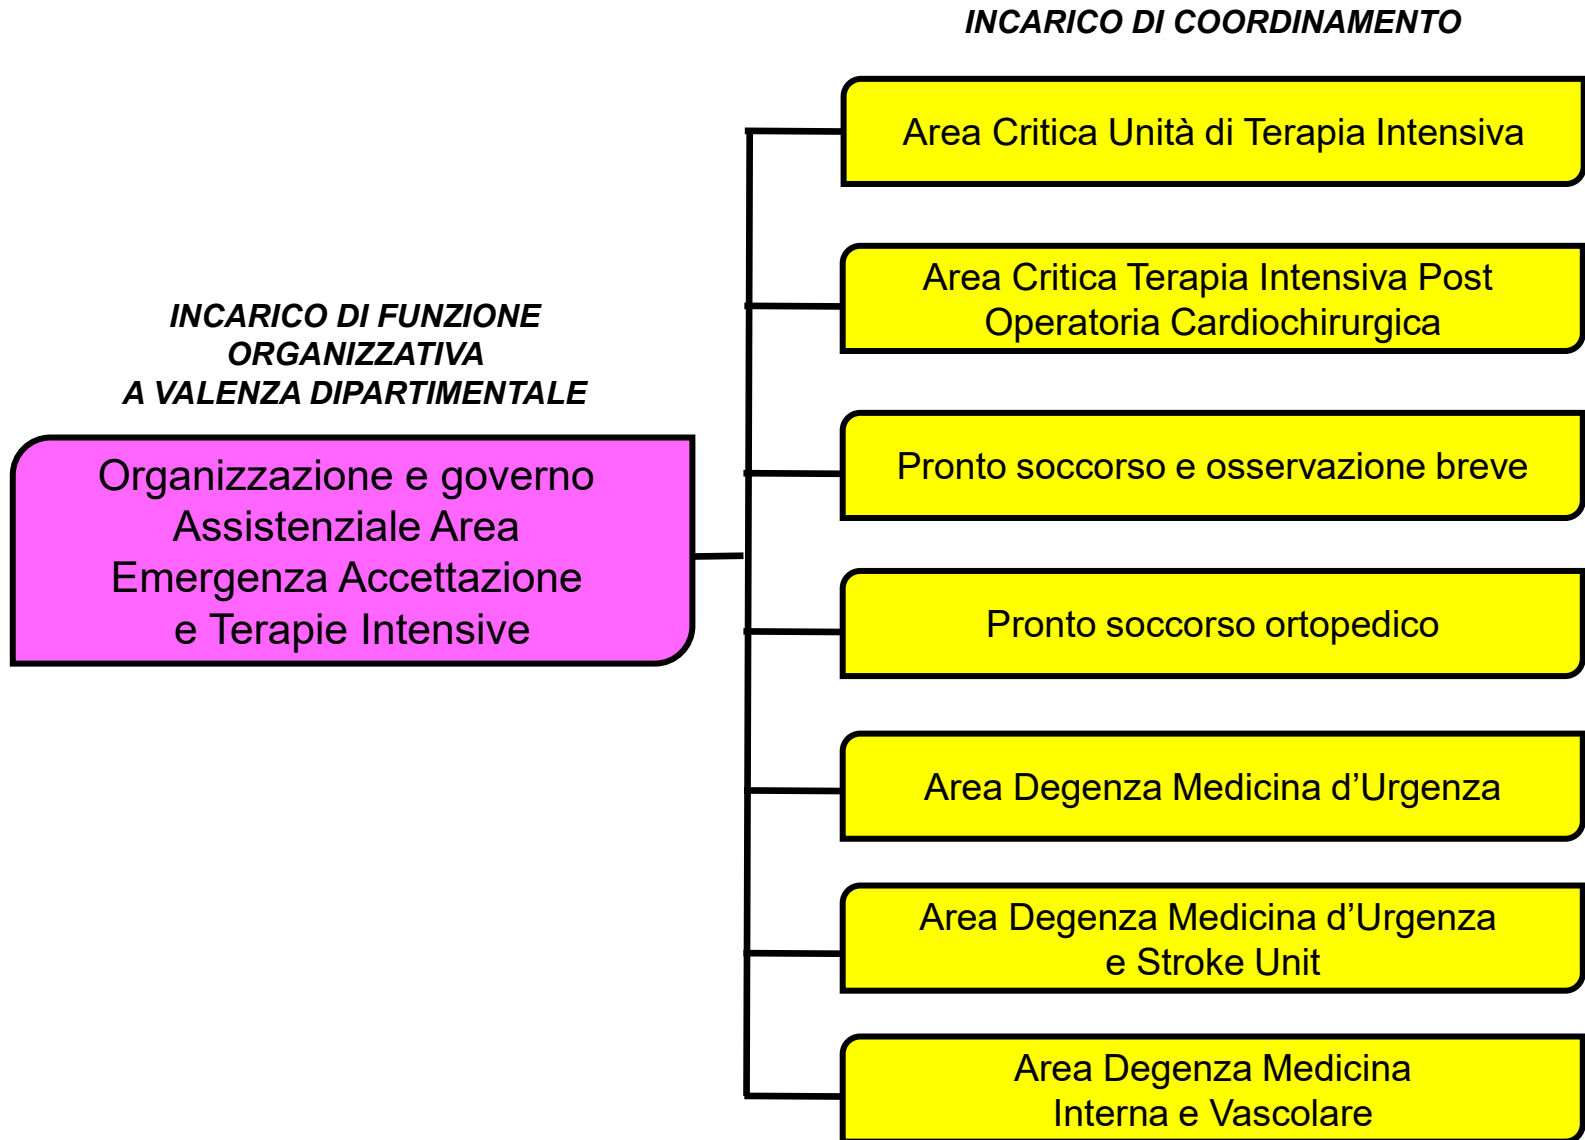 INCARICO DI COORDINAMENTO
Area Critica Unità di Terapia Intensiva
Area Critica Terapia Intensiva Post
Operatoria Cardiochirurgica
INCARICO DI FUNZIONE
ORGANIZZATIVA
A VALENZA DIPARTIMENTALE
Organizzazione e governo
Assistenziale Area
Emergenza Accettazione
e Terapie Intensive
Pronto soccorso e osservazione breve
Pronto soccorso ortopedico
Area Degenza Medicina d’Urgenza
Area Degenza Medicina d’Urgenza
e Stroke Unit
Area Degenza Medicina
Interna e Vascolare